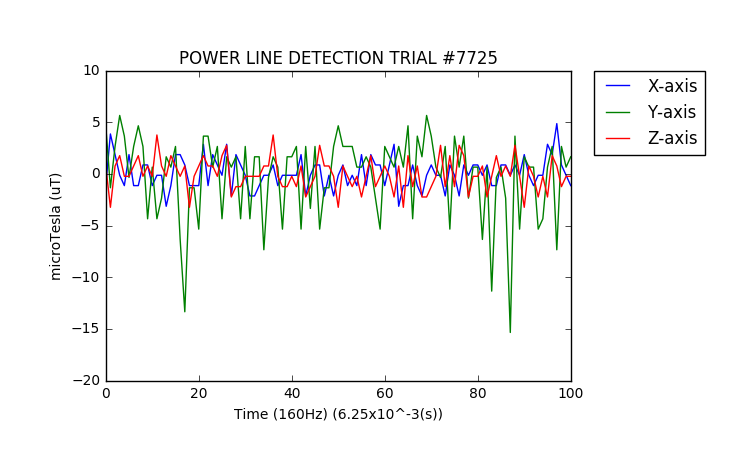 POWER LINE DETECTION TRIAL #7725
10
5
0
−5
−10
−15
−20
microTesla (uT)
0 20 40 60 80 100
Time (160Hz) (6.25x10^-3(s))
X-axis
Y-axis
Z-axis